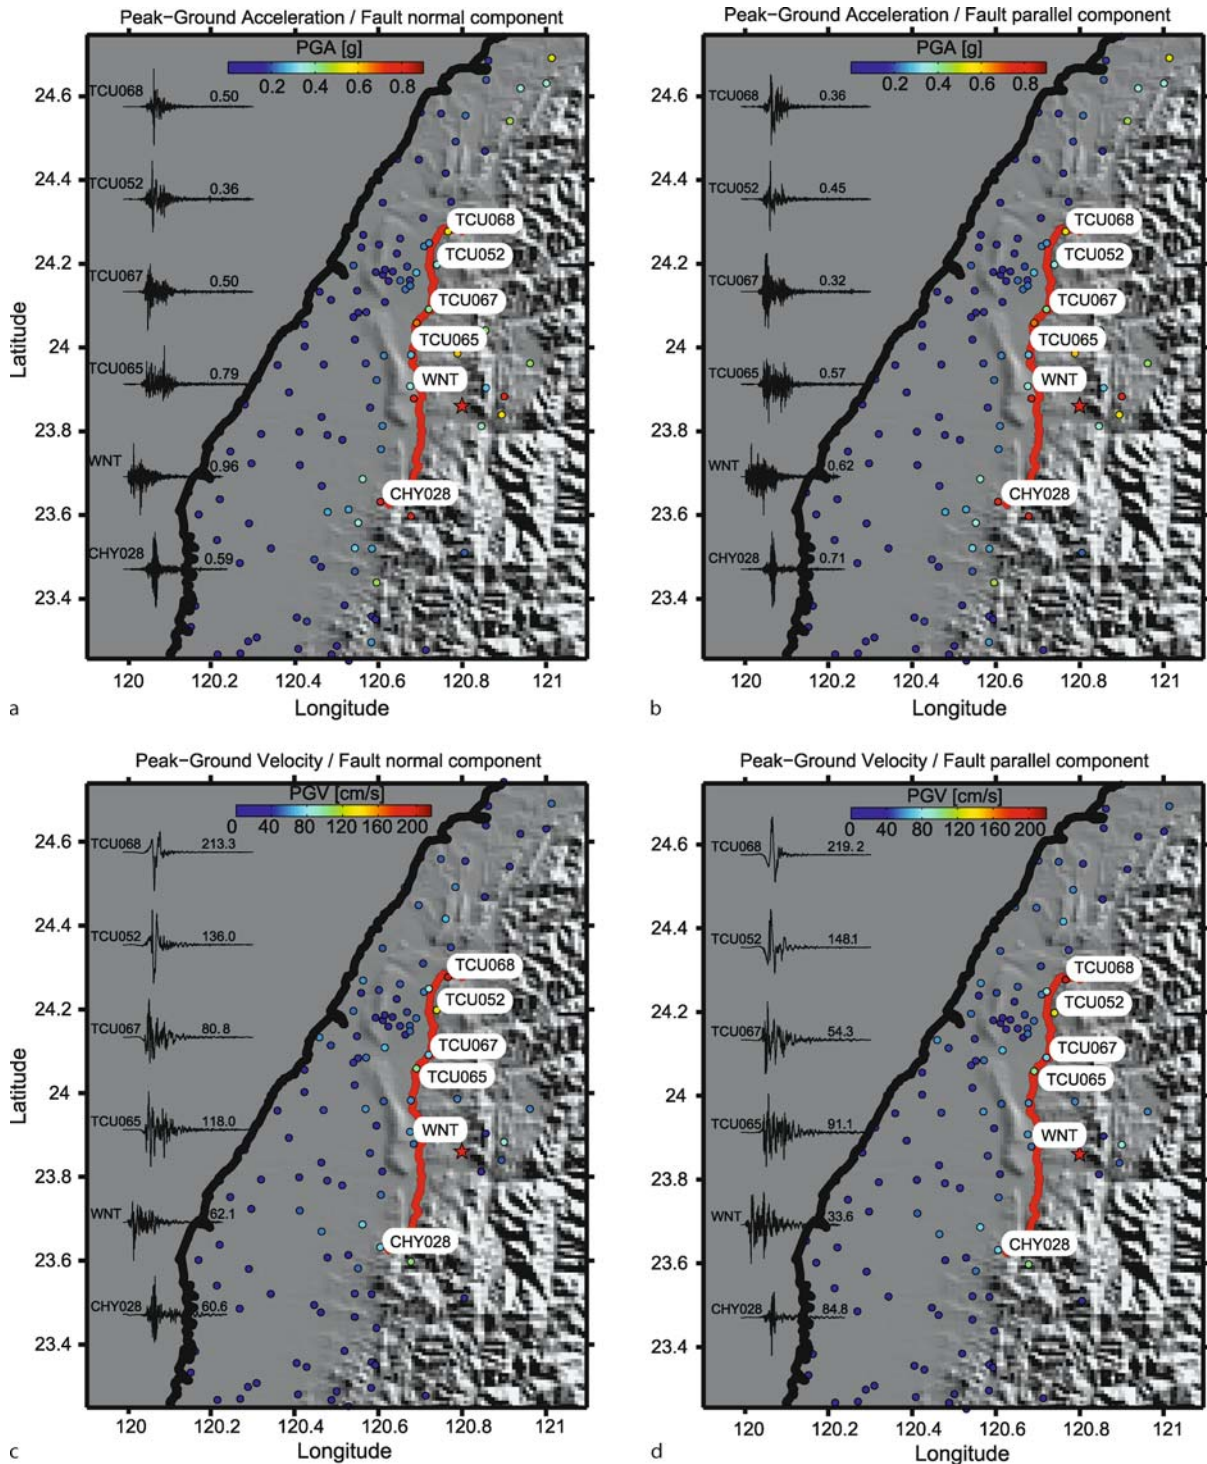 Peak-Ground Acceleration / Fault normal component
PGA [g]
0.2 0.4 0.6 0.8
TCU068 0.50
TCU052 0.36
TCU067 0.50
TCU065 0.79
WNT 0.96
CHY028 0.59
TCU068
TCU052
TCU067
TCU065
WNT
CHY028
24.6
24.4
24.2
24
23.8
23.6
23.4
Latitude
120 120.2 120.4 120.6 120.8 121
Longitude
a
Peak-Ground Acceleration / Fault parallel component
PGA [g]
0.2 0.4 0.6 0.8
TCU068 0.36
TCU052 0.45
TCU067 0.32
TCU065 0.57
WNT 0.62
CHY028 0.71
TCU068
TCU052
TCU067
TCU065
WNT
CHY028
24.6
24.4
24.2
24
23.8
23.6
23.4
120 120.2 120.4 120.6 120.8 121
Longitude
b
Peak-Ground Velocity / Fault normal component
PGV [cm/s]
0 40 80 120 160 200
TCU068 213.3
TCU052 136.0
TCU067 80.8
TCU065 118.0
WNT 62.1
CHY028 60.6
TCU068
TCU052
TCU067
TCU065
WNT
CHY028
24.6
24.4
24.2
24
23.8
23.6
23.4
Latitude
120 120.2 120.4 120.6 120.8 121
Longitude
c
Peak-Ground Velocity / Fault parallel component
PGV [cm/s]
0 40 80 120 160 200
TCU068 219.2
TCU052 148.1
TCU067 54.3
TCU065 91.1
WNT 33.6
CHY028 84.8
TCU068
TCU052
TCU067
TCU065
WNT
CHY028
24.6
24.4
24.2
24
23.8
23.6
23.4
120 120.2 120.4 120.6 120.8 121
Longitude
d